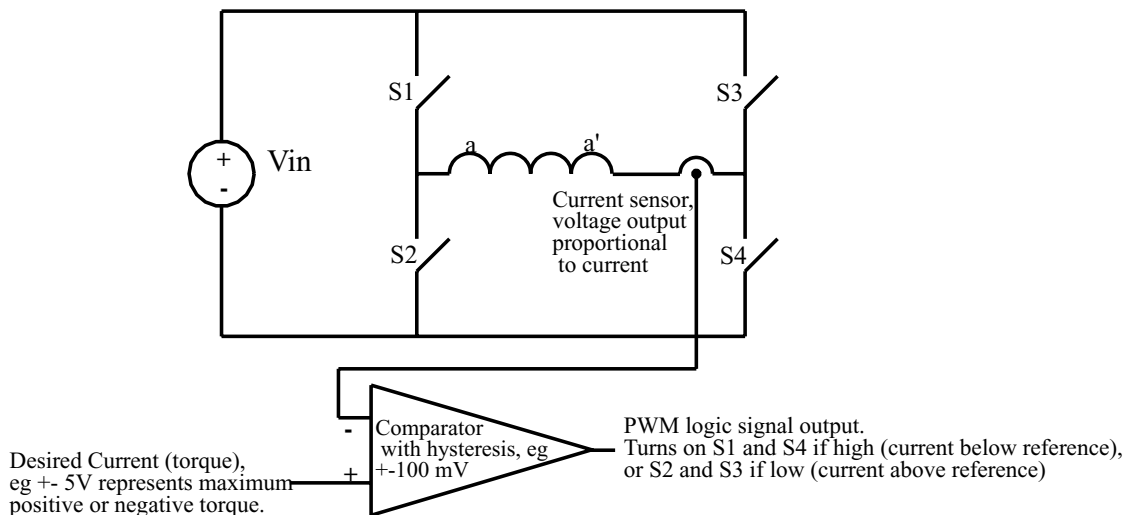 S1
S3
a
a'
+
-
Vin
Current sensor,
voltage output
proportional
to current
S2
S4
Comparator
with hysteresis, eg
+-100 mV
-
+
PWM logic signal output.
Turns on S1 and S4 if high (current below reference),
or S2 and S3 if low (current above reference)
Desired Current (torque),
eg +- 5V represents maximum
positive or negative torque.